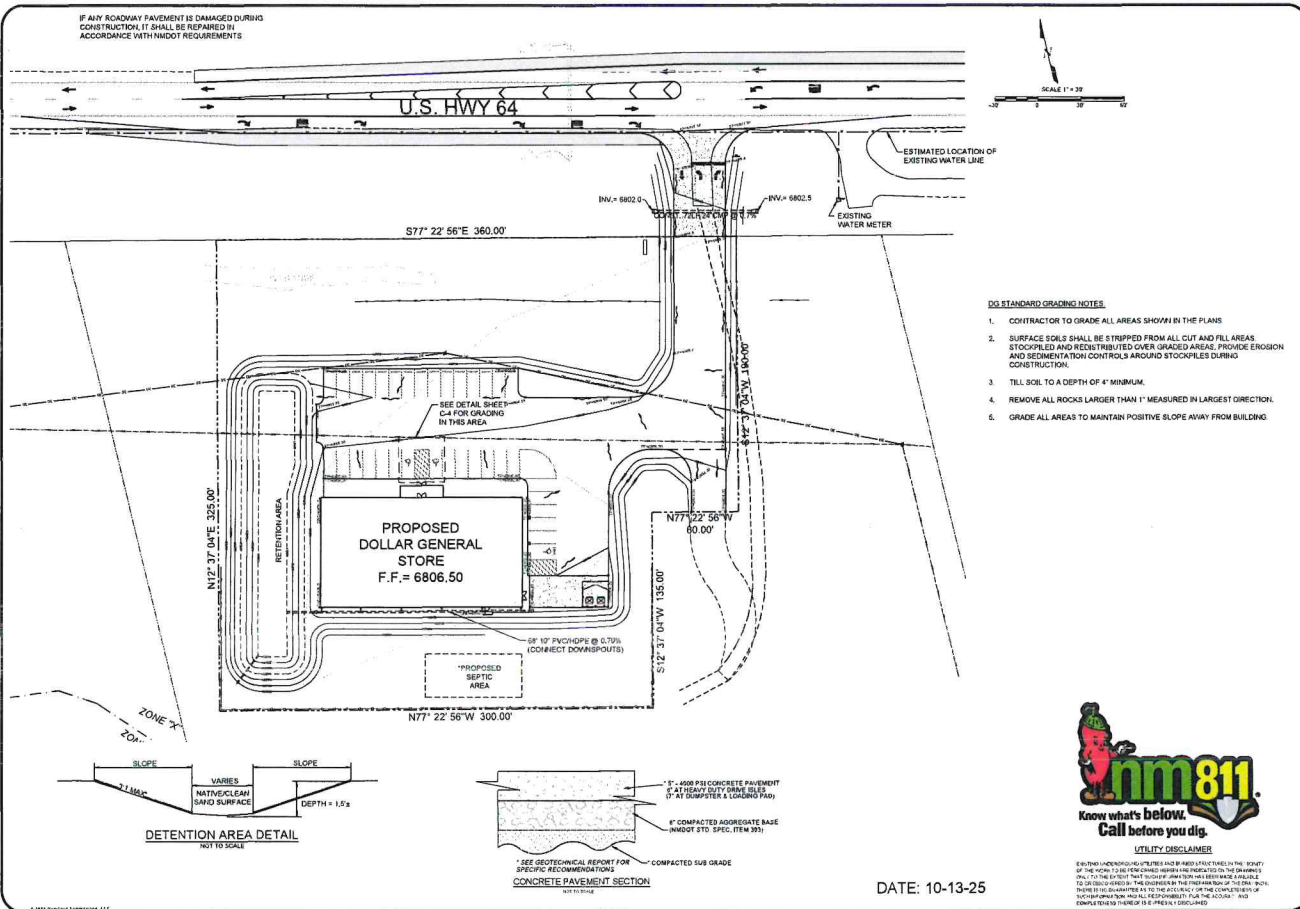 IF ANY ROADWAY PAVEMENT IS DAMAGED DURING
CONSTRUCTION, IT SHALL BE REPAIRED IN
ACCORDANCE WITH NMDOT REQUIREMENTS
SCALE 1" = 30'
U.S. HWY 64
ESTIMATED LOCATION OF
EXISTING WATER LINE
INV.= 6802.0
INV.= 6802.5
EXISTING
WATER METER
S77° 22' 56"E 360.00'
SEE DETAIL SHEET
C-4 FOR GRADING
IN THIS AREA
S12° 37' 04"W 190.00'
N12° 37' 04"E 325.00'
RETENTION AREA
PROPOSED
DOLLAR GENERAL
STORE
F.F.= 6806.50
N77° 22' 56"W
60.00'
S12° 37' 04"W 135.00'
68' 10" PVC/HDPE @ 0.70%
(CONNECT DOWNSPOUTS)
*PROPOSED
SEPTIC
AREA
N77° 22' 56"W 300.00'
ZONE "X"
DG STANDARD GRADING NOTES
1. CONTRACTOR TO GRADE ALL AREAS SHOWN IN THE PLANS
2. SURFACE SOILS SHALL BE STRIPPED FROM ALL CUT AND FILL AREAS.
STOCKPILED AND REDISTRIBUTED OVER GRADED AREAS, PROVIDE EROSION
AND SEDIMENTATION CONTROLS AROUND STOCKPILES DURING
CONSTRUCTION.
3. TILL SOIL TO A DEPTH OF 4" MINIMUM.
4. REMOVE ALL ROCKS LARGER THAN 1" MEASURED IN LARGEST DIRECTION.
5. GRADE ALL AREAS TO MAINTAIN POSITIVE SLOPE AWAY FROM BUILDING
SLOPE
VARIES
SLOPE
NATIVE/CLEAN
SAND SURFACE
DEPTH = 1.5'±
DETENTION AREA DETAIL
NOT TO SCALE
* 5" - 4000 PSI CONCRETE PAVEMENT
6" AT HEAVY DUTY DRIVE ISLES
(7" AT DUMPSTER & LOADING PAD)
6" COMPACTED AGGREGATE BASE
(NMDOT STD. SPEC, ITEM 303)
COMPACTED SUB GRADE
* SEE GEOTECHNICAL REPORT FOR
SPECIFIC RECOMMENDATIONS
CONCRETE PAVEMENT SECTION
NOT TO SCALE
nm811.
Know what's below.
Call before you dig.
UTILITY DISCLAIMER
DATE: 10-13-25